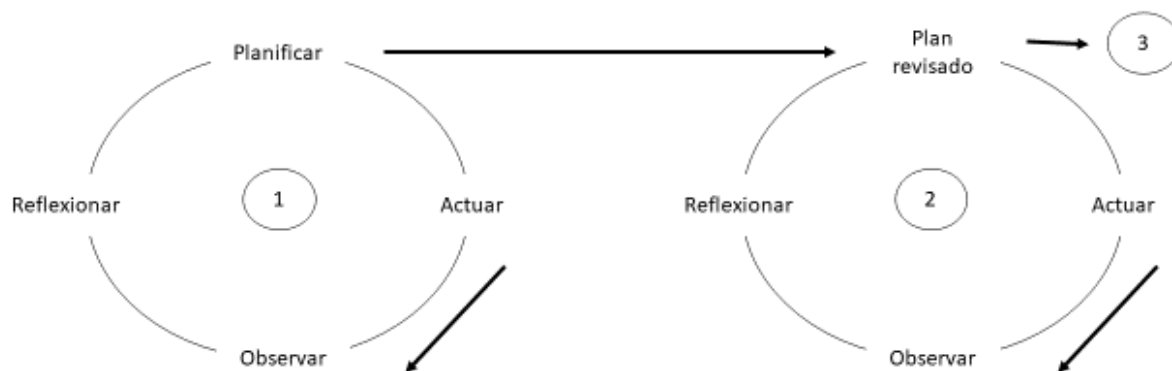 Planificar
Plan
revisado
3
Reflexionar
1
Actuar
Reflexionar
2
Actuar
Observar
Observar